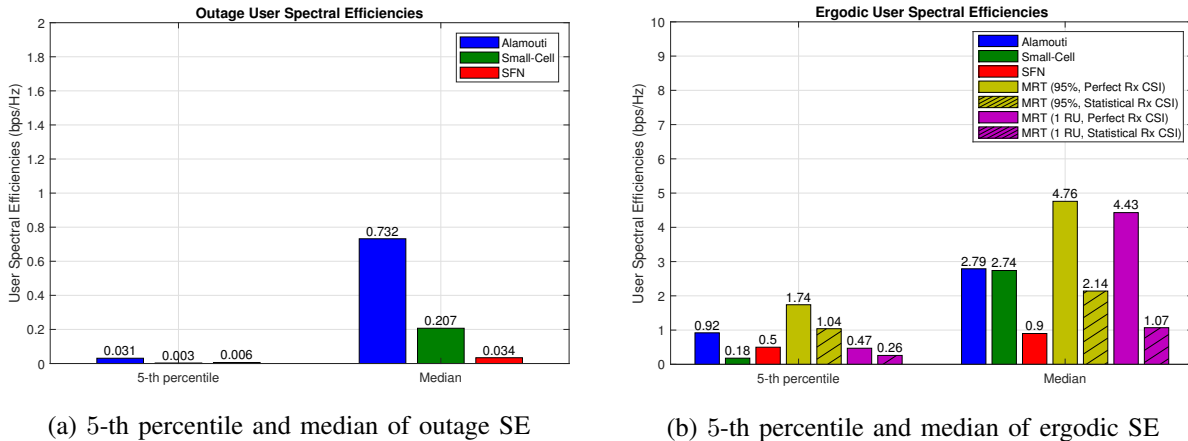 Outage User Spectral Efficiencies
User Spectral Efficiencies (bps/Hz)
2
1.8
1.6
1.4
1.2
1
0.8
0.6
0.4
0.2
0
Alamouti
Small-Cell
SFN
0.031
0.003
0.006
0.732
0.207
0.034
5-th percentile
Median
(a) 5-th percentile and median of outage SE
Ergodic User Spectral Efficiencies
User Spectral Efficiencies (bps/Hz)
10
9
8
7
6
5
4
3
2
1
0
Alamouti
Small-Cell
SFN
MRT (95%, Perfect Rx CSI)
MRT (95%, Statistical Rx CSI)
MRT (1 RU, Perfect Rx CSI)
MRT (1 RU, Statistical Rx CSI)
0.92
0.18
0.5
1.74
1.04
0.47
0.26
2.79
2.74
0.9
4.76
2.14
4.43
1.07
5-th percentile
Median
(b) 5-th percentile and median of ergodic SE